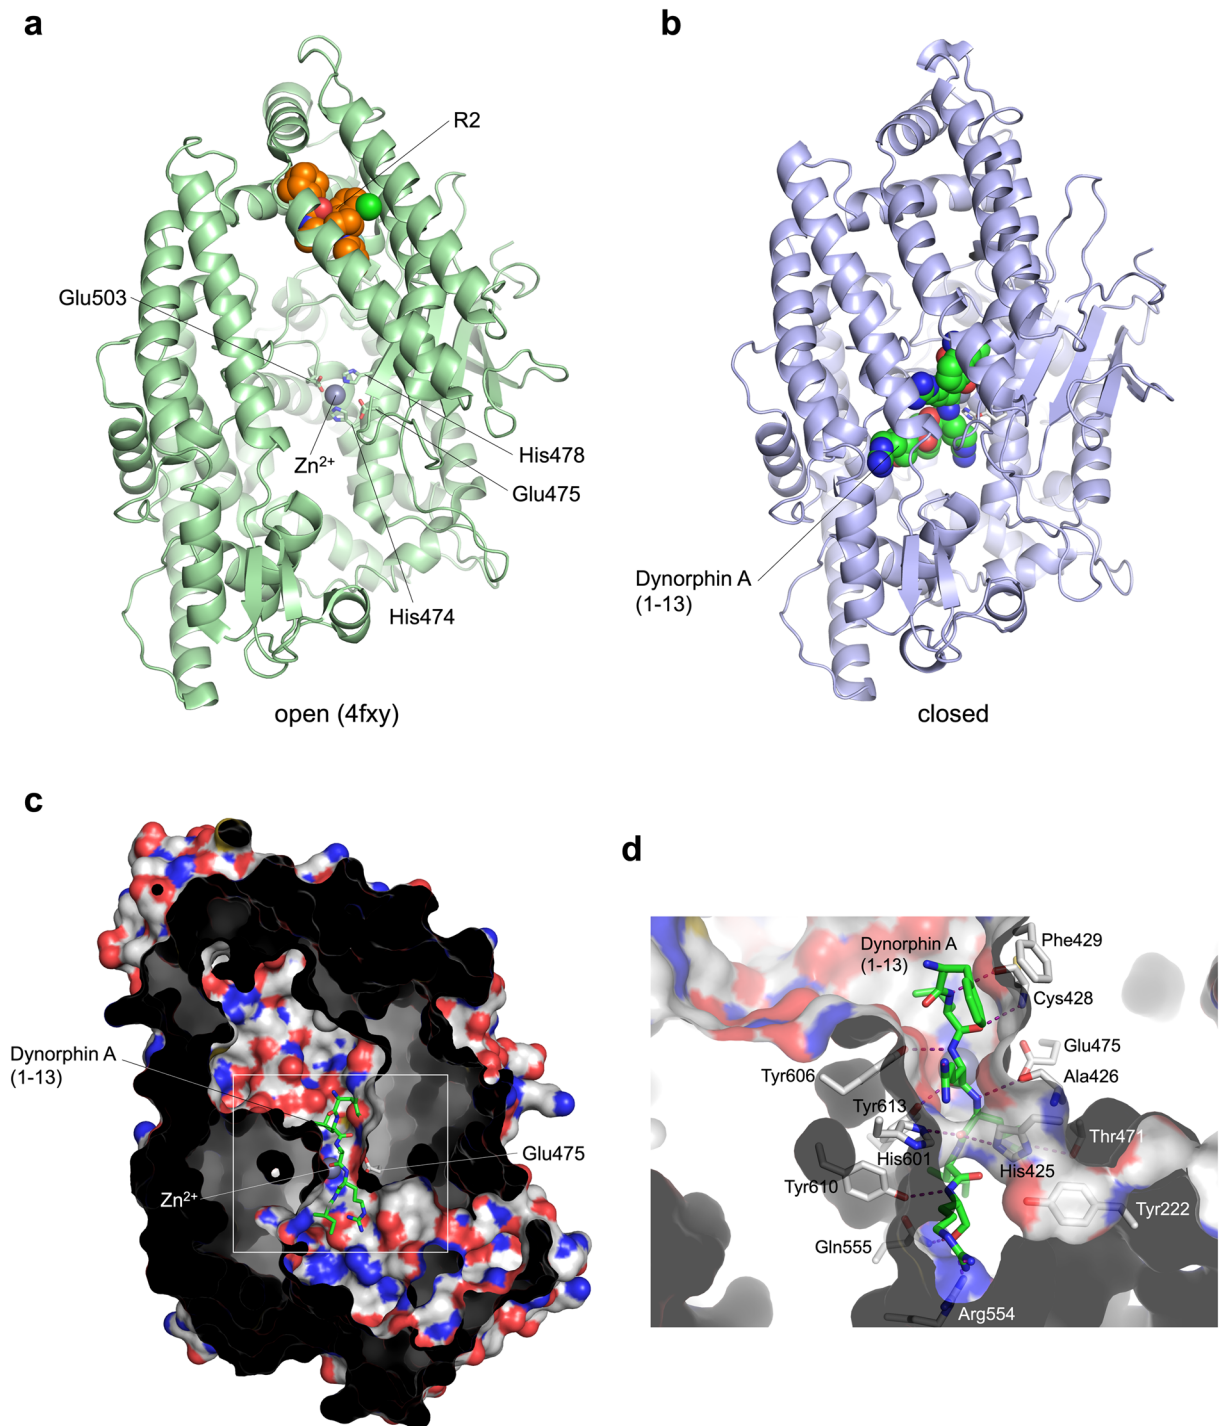 a
R2
Glu503
Zn²⁺
His478
Glu475
His474
open (4fxy)
b
Dynorphin A
(1-13)
closed
c
Dynorphin A
(1-13)
Glu475
Zn²⁺
d
Dynorphin A
(1-13)
Phe429
Cys428
Glu475
Tyr606
Ala426
Tyr613
Thr471
His601
His425
Tyr610
Tyr222
Gln555
Arg554